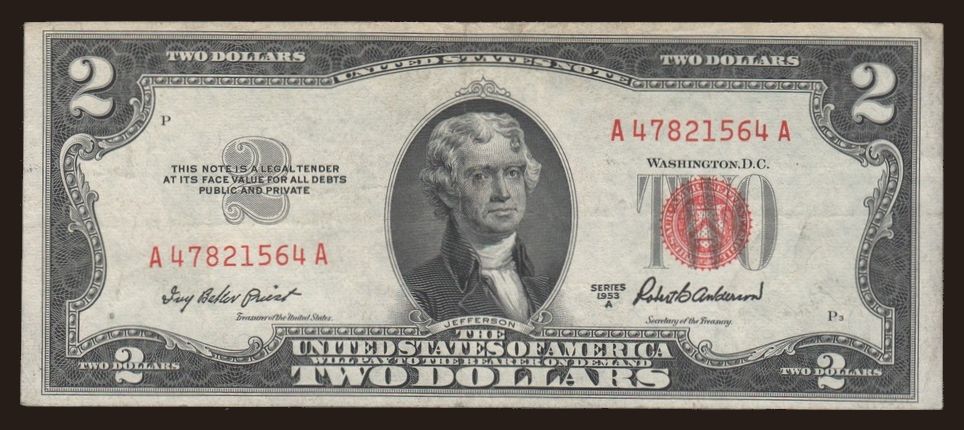 TWO DOLLARS
UNITED STATES NOTE
TWO DOLLARS
2
2
P
A 47821564 A
WASHINGTON, D.C.
2
THIS NOTE IS A LEGAL TENDER
AT ITS FACE VALUE FOR ALL DEBTS
PUBLIC AND PRIVATE
TWO
A 47821564 A
SERIES
1953
A
Ivy Baker Priest
Treasurer of the United States.
Robert B Anderson
Secretary of the Treasury.
P3
JEFFERSON
THE
UNITED STATES OF AMERICA
WILL PAY TO THE BEARER ON DEMAND
TWO DOLLARS
TWO DOLLARS
2
TWO DOLLARS
2